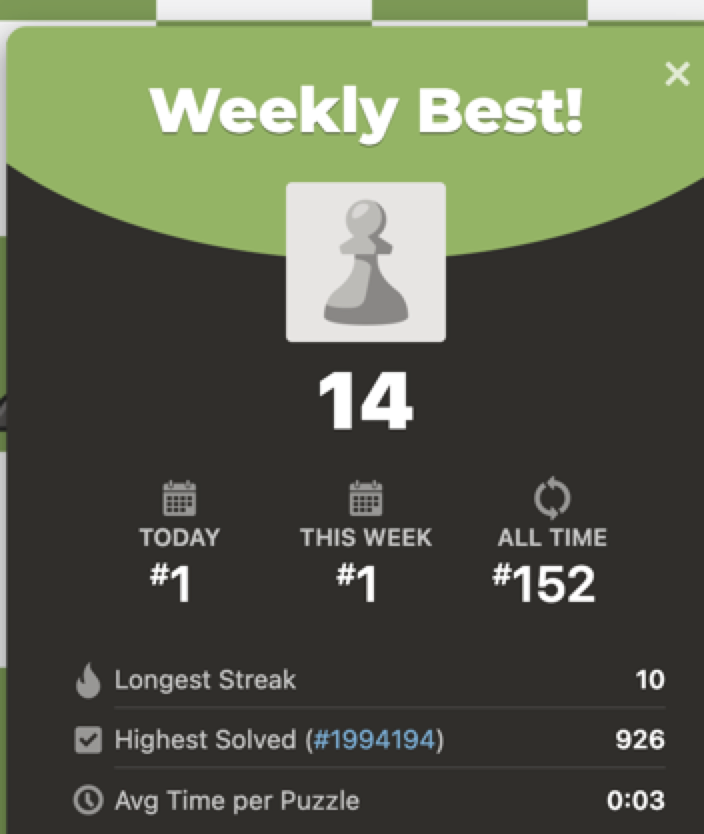 Weekly Best!
14
TODAY THIS WEEK ALL TIME
#1 #1 #152
Longest Streak 10
Highest Solved (#1994194) 926
Avg Time per Puzzle 0:03